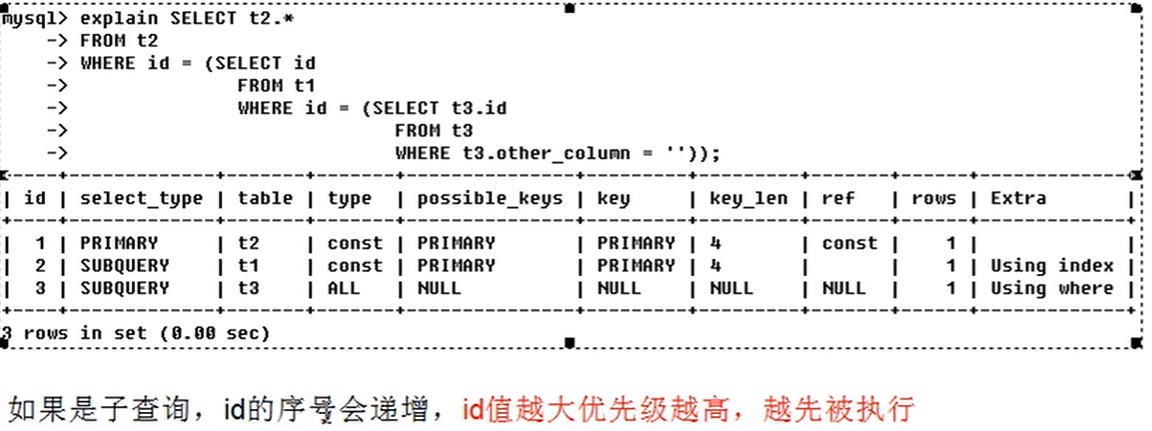 mysql> explain SELECT t2.*
    -> FROM t2
    -> WHERE id = (SELECT id
    ->               FROM t1
    ->               WHERE id = (SELECT t3.id
    ->                             FROM t3
    ->                             WHERE t3.other_column = ''));
+----+-------------+-------+-------+---------------+---------+---------+-------+------+-------------+
| id | select_type | table | type  | possible_keys | key     | key_len | ref   | rows | Extra       |
+----+-------------+-------+-------+---------------+---------+---------+-------+------+-------------+
|  1 | PRIMARY     | t2    | const | PRIMARY       | PRIMARY | 4       | const |    1 |             |
|  2 | SUBQUERY    | t1    | const | PRIMARY       | PRIMARY | 4       |       |    1 | Using index |
|  3 | SUBQUERY    | t3    | ALL   | NULL          | NULL    | NULL    | NULL  |    1 | Using where |
+----+-------------+-------+-------+---------------+---------+---------+-------+------+-------------+
3 rows in set (0.00 sec)
如果是子查询，id的序号会递增，id值越大优先级越高，越先被执行